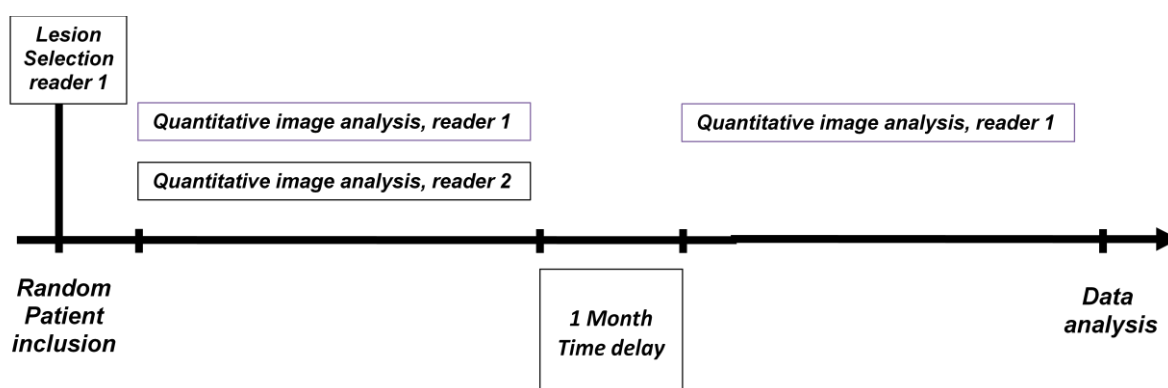 Lesion
Selection
reader 1
Quantitative image analysis, reader 1
Quantitative image analysis, reader 1
Quantitative image analysis, reader 2
Random
Patient
inclusion
1 Month
Time delay
Data
analysis